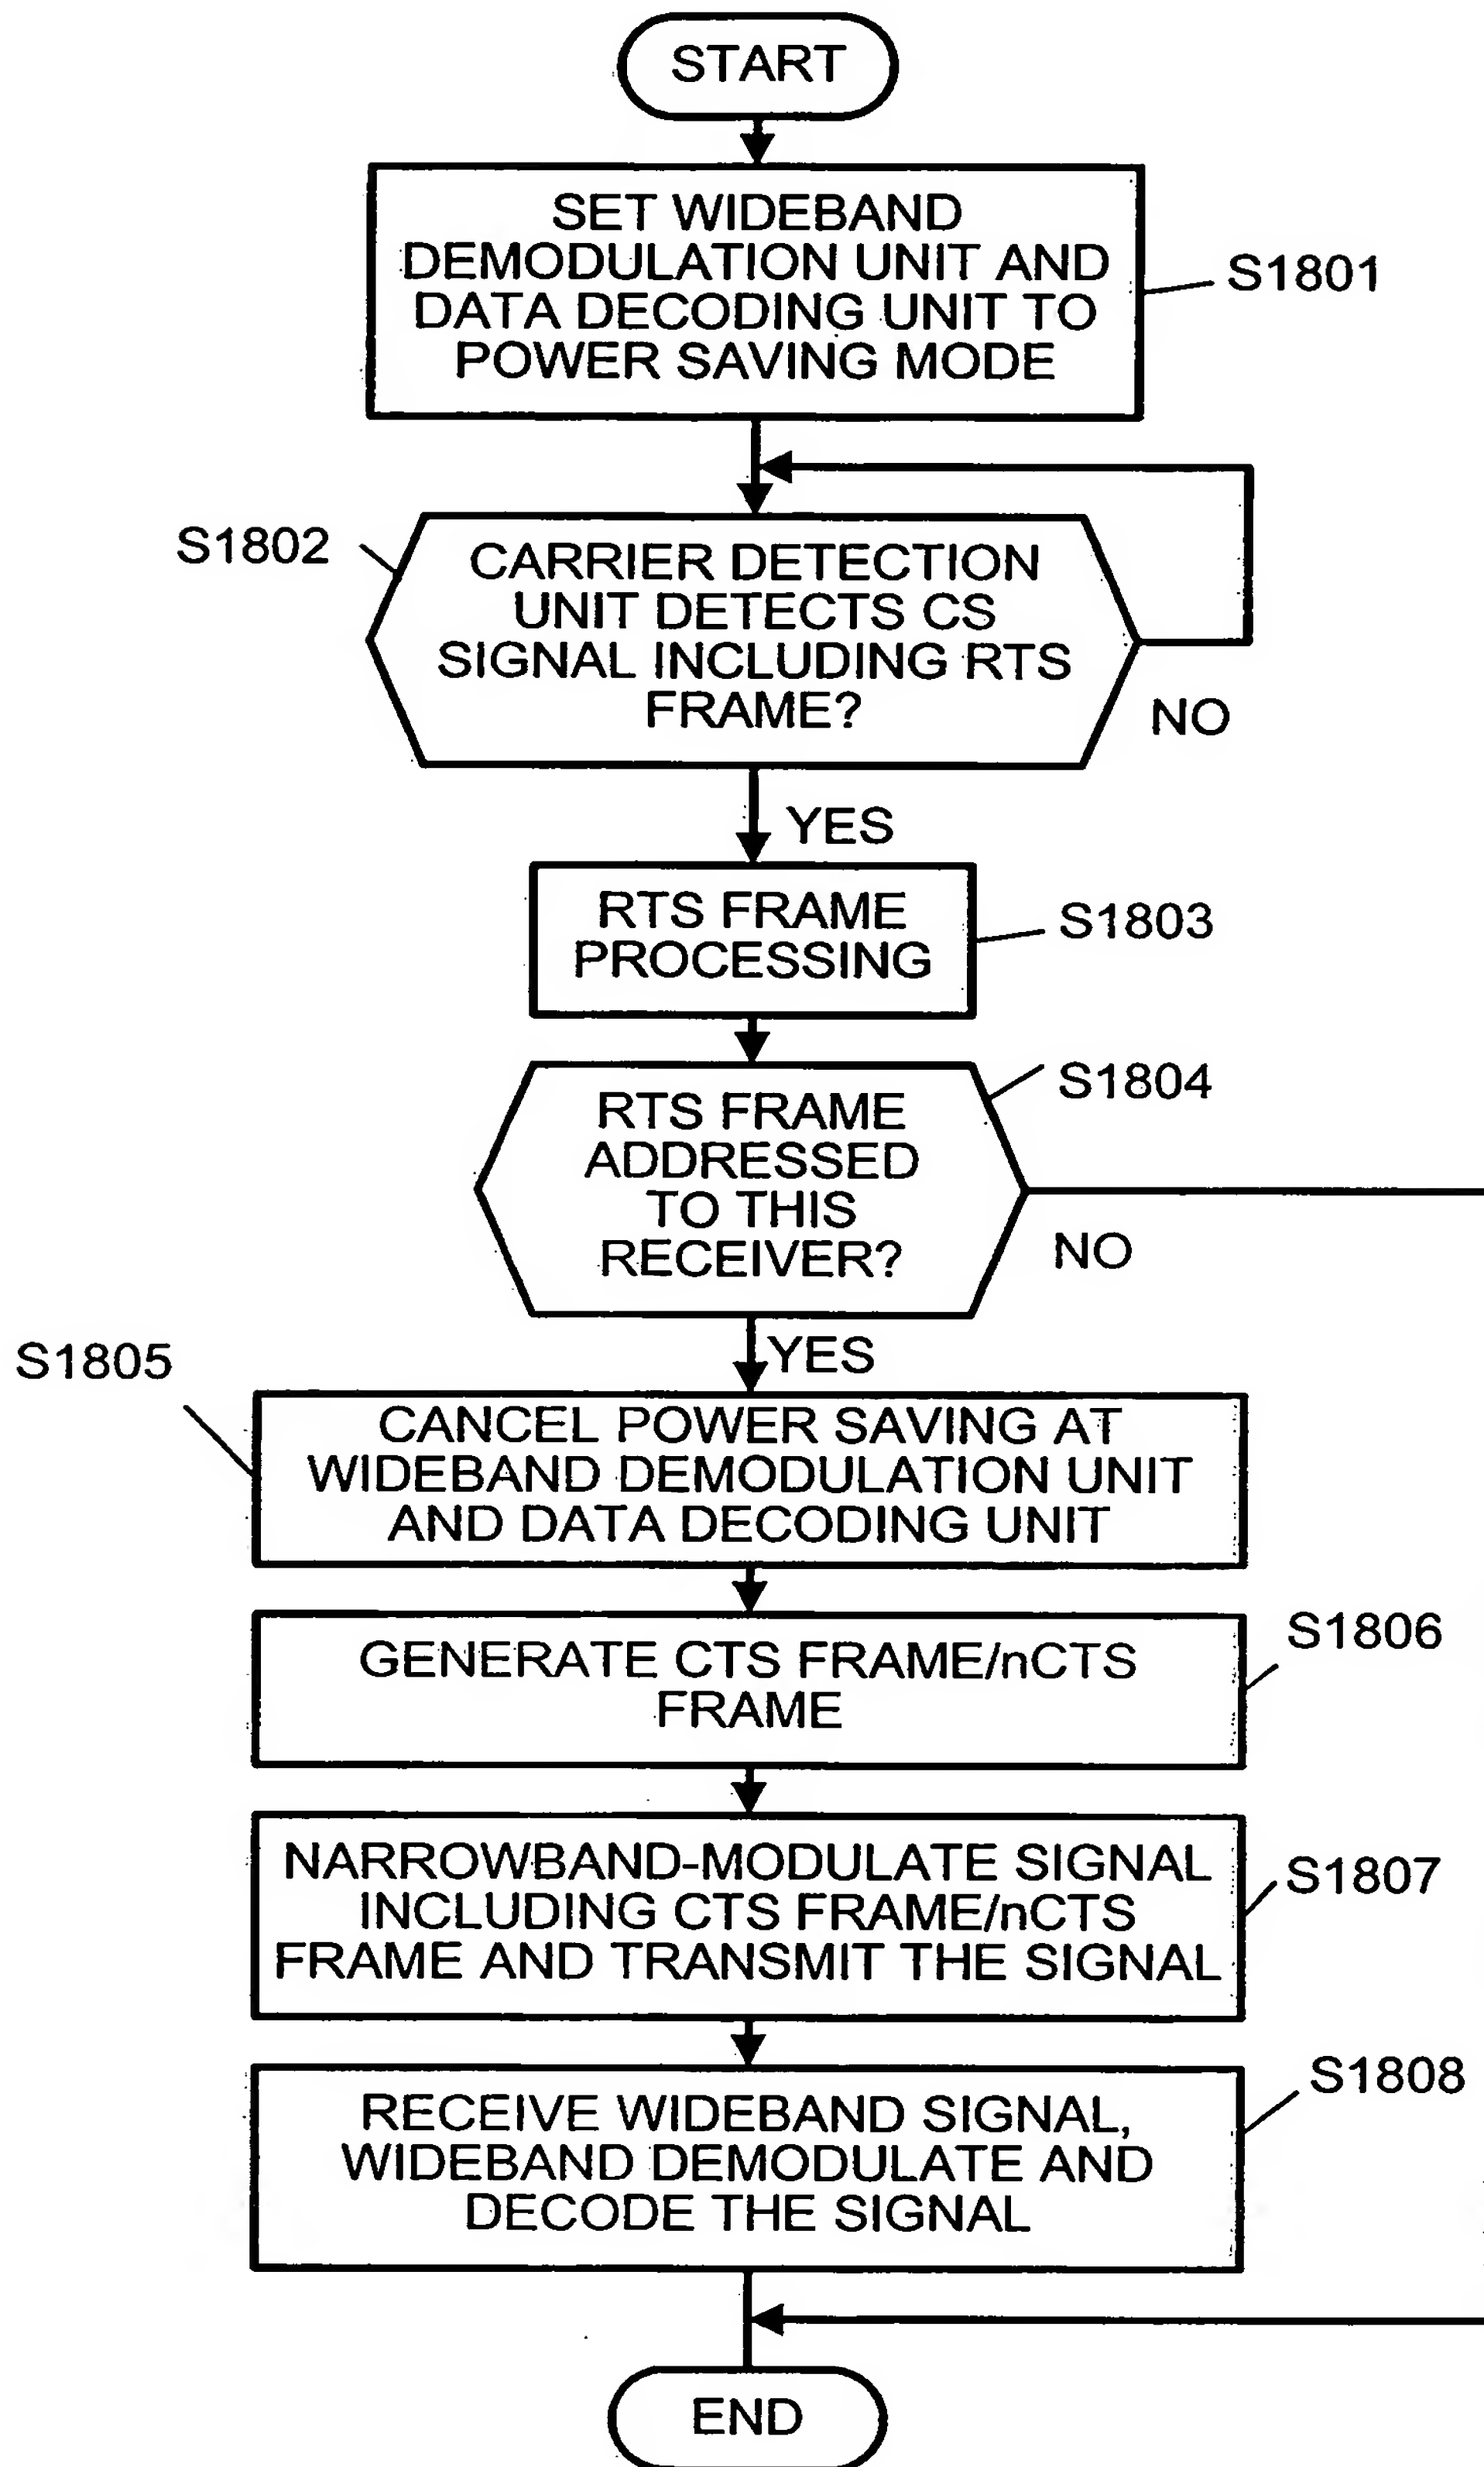 START
SET WIDEBAND
DEMODULATION UNIT AND
DATA DECODING UNIT TO
POWER SAVING MODE
S1801
S1802
CARRIER DETECTION
UNIT DETECTS CS
SIGNAL INCLUDING RTS
FRAME?
NO
YES
RTS FRAME
PROCESSING
S1803
RTS FRAME
ADDRESSED
TO THIS
RECEIVER?
S1804
NO
YES
S1805
CANCEL POWER SAVING AT
WIDEBAND DEMODULATION UNIT
AND DATA DECODING UNIT
GENERATE CTS FRAME/nCTS
FRAME
S1806
NARROWBAND-MODULATE SIGNAL
INCLUDING CTS FRAME/nCTS
FRAME AND TRANSMIT THE SIGNAL
S1807
RECEIVE WIDEBAND SIGNAL,
WIDEBAND DEMODULATE AND
DECODE THE SIGNAL
S1808
END